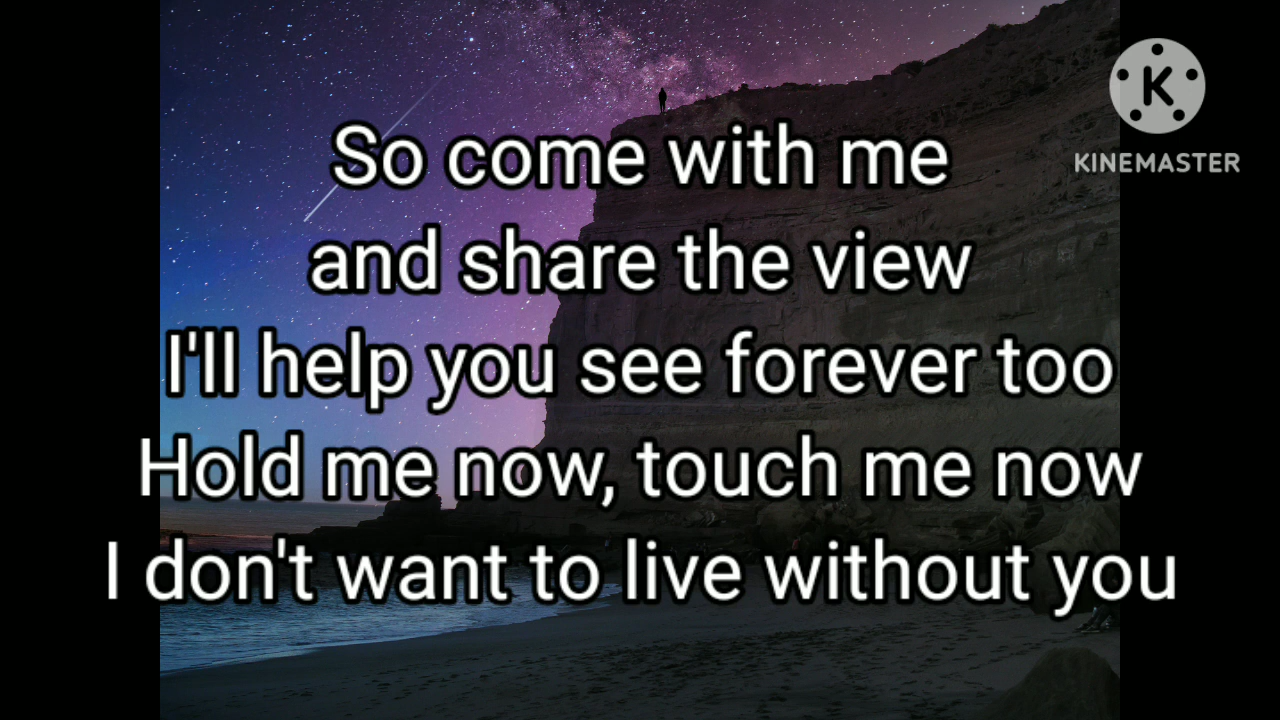 So come with me
and share the view
I'll help you see forever too
Hold me now, touch me now
I don't want to live without you
K
KINEMASTER